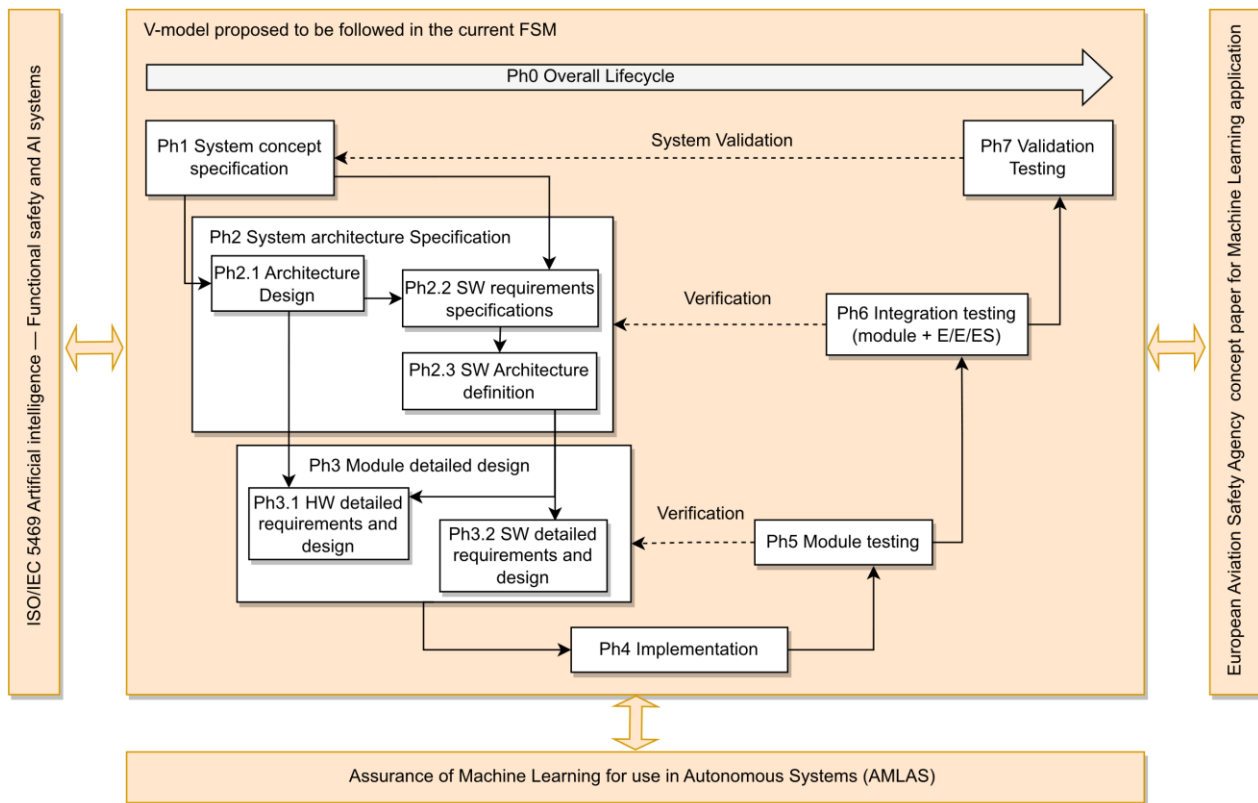 V-model proposed to be followed in the current FSM
Ph0 Overall Lifecycle
Ph1 System concept
specification
System Validation
Ph7 Validation
Testing
Ph2 System architecture Specification
Ph2.1 Architecture
Design
Ph2.2 SW requirements
specifications
Verification
Ph6 Integration testing
(module + E/E/ES)
Ph2.3 SW Architecture
definition
Ph3 Module detailed design
Ph3.1 HW detailed
requirements and
design
Ph3.2 SW detailed
requirements and
design
Verification
Ph5 Module testing
Ph4 Implementation
ISO/IEC 5469 Artificial intelligence — Functional safety and AI systems
European Aviation Safety Agency  concept paper for Machine Learning application
Assurance of Machine Learning for use in Autonomous Systems (AMLAS)